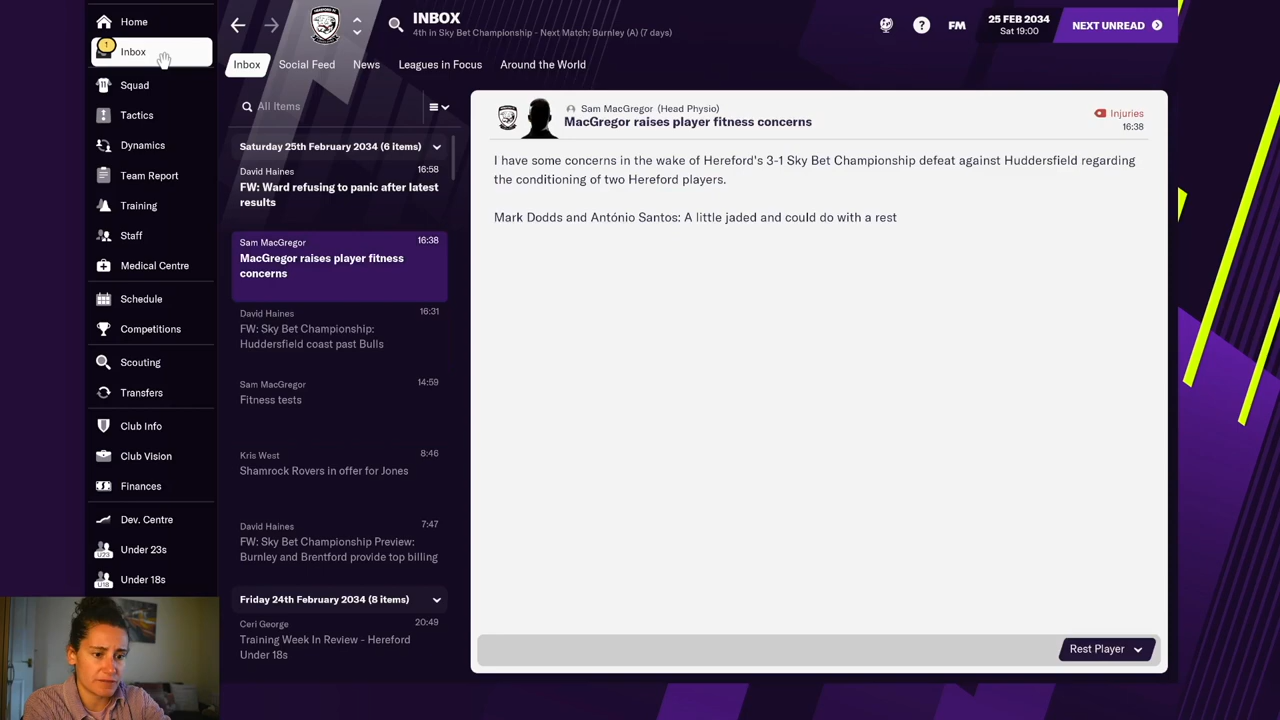 Home
Inbox
1
Squad
Tactics
Dynamics
Team Report
Training
Staff
Medical Centre
Schedule
Competitions
Scouting
Transfers
Club Info
Club Vision
Finances
Dev. Centre
Under 23s
Under 18s
INBOX
4th in Sky Bet Championship - Next Match: Burnley (A) (7 days)
FM
25 FEB 2034
Sat 19:00
NEXT UNREAD
Inbox
Social Feed
News
Leagues in Focus
Around the World
All Items
Saturday 25th February 2034 (6 items)
David Haines
16:58
FW: Ward refusing to panic after latest
results
Sam MacGregor
16:38
MacGregor raises player fitness
concerns
David Haines
16:31
FW: Sky Bet Championship:
Huddersfield coast past Bulls
Sam MacGregor
14:59
Fitness tests
Kris West
8:46
Shamrock Rovers in offer for Jones
David Haines
7:47
FW: Sky Bet Championship Preview:
Burnley and Brentford provide top billing
Friday 24th February 2034 (8 items)
Ceri George
20:49
Training Week In Review - Hereford
Under 18s
Sam MacGregor (Head Physio)
MacGregor raises player fitness concerns
Injuries
16:38
I have some concerns in the wake of Hereford's 3-1 Sky Bet Championship defeat against Huddersfield regarding
the conditioning of two Hereford players.
Mark Dodds and António Santos: A little jaded and could do with a rest
Rest Player